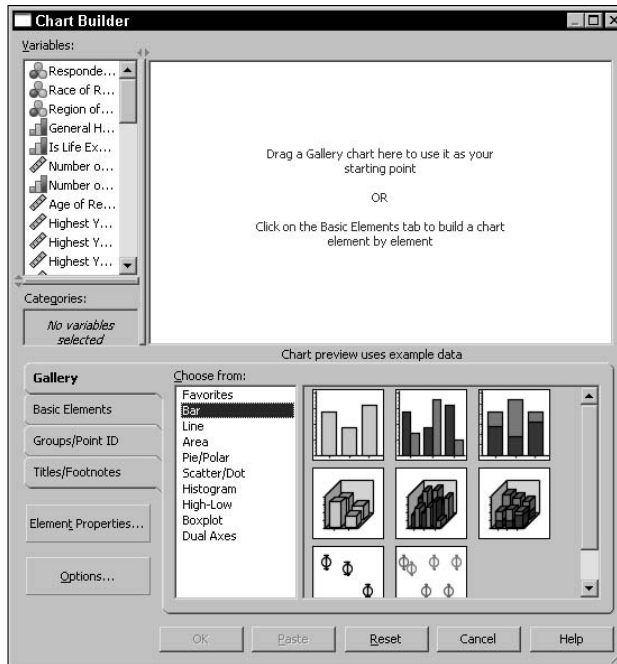 Chart Builder
Variables:
Responde...
Race of R...
Region of...
General H...
Is Life Ex...
Number o...
Number o...
Age of Re...
Highest Y...
Highest Y...
Highest Y...
Drag a Gallery chart here to use it as your
starting point
OR
Click on the Basic Elements tab to build a chart
element by element
Categories:
No variables
selected
Chart preview uses example data
Gallery
Basic Elements
Groups/Point ID
Titles/Footnotes
Element Properties...
Options...
Choose from:
Favorites
Bar
Line
Area
Pie/Polar
Scatter/Dot
Histogram
High-Low
Boxplot
Dual Axes
OK
Paste
Reset
Cancel
Help